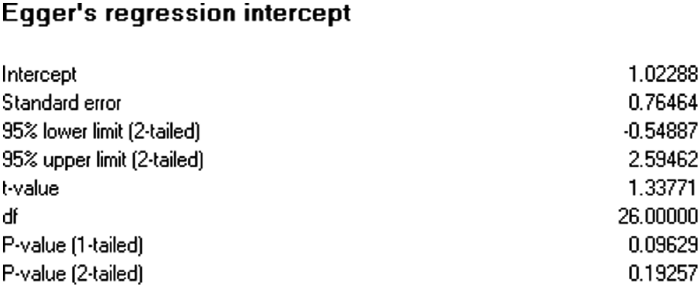 Egger's regression intercept
Intercept 1.02288
Standard error 0.76464
95% lower limit (2-tailed) -0.54887
95% upper limit (2-tailed) 2.59462
t-value 1.33771
df 26.00000
P-value (1-tailed) 0.09629
P-value (2-tailed) 0.19257